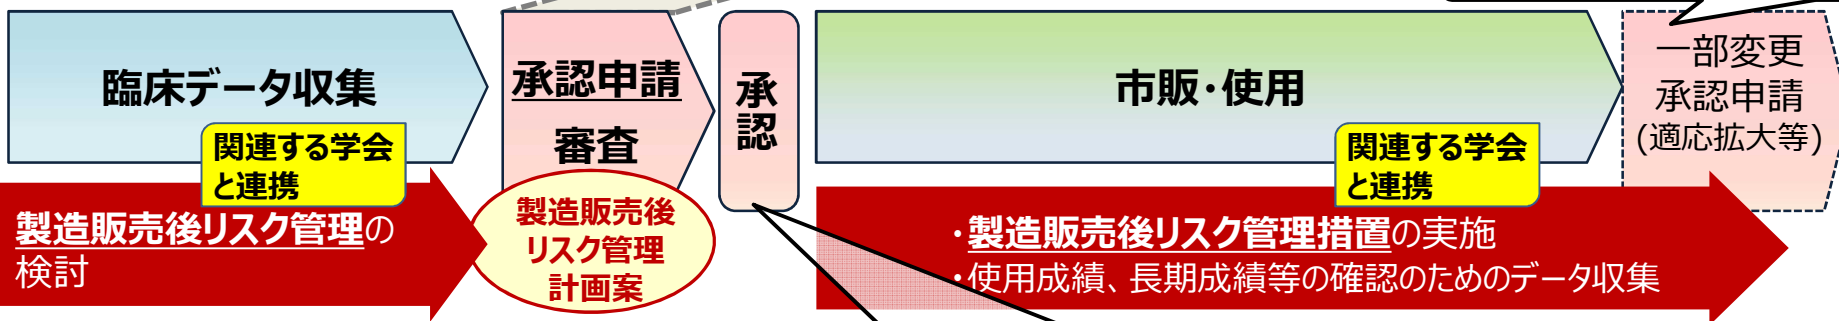 臨床データ収集
関連する学会
と連携
製造販売後リスク管理の
検討
承認申請
審査
製造販売後
リスク管理
計画案
承
認
市販・使用
関連する学会
と連携
・製造販売後リスク管理措置の実施
・使用成績、長期成績等の確認のためのデータ収集
一部変更
承認申請
(適応拡大等)